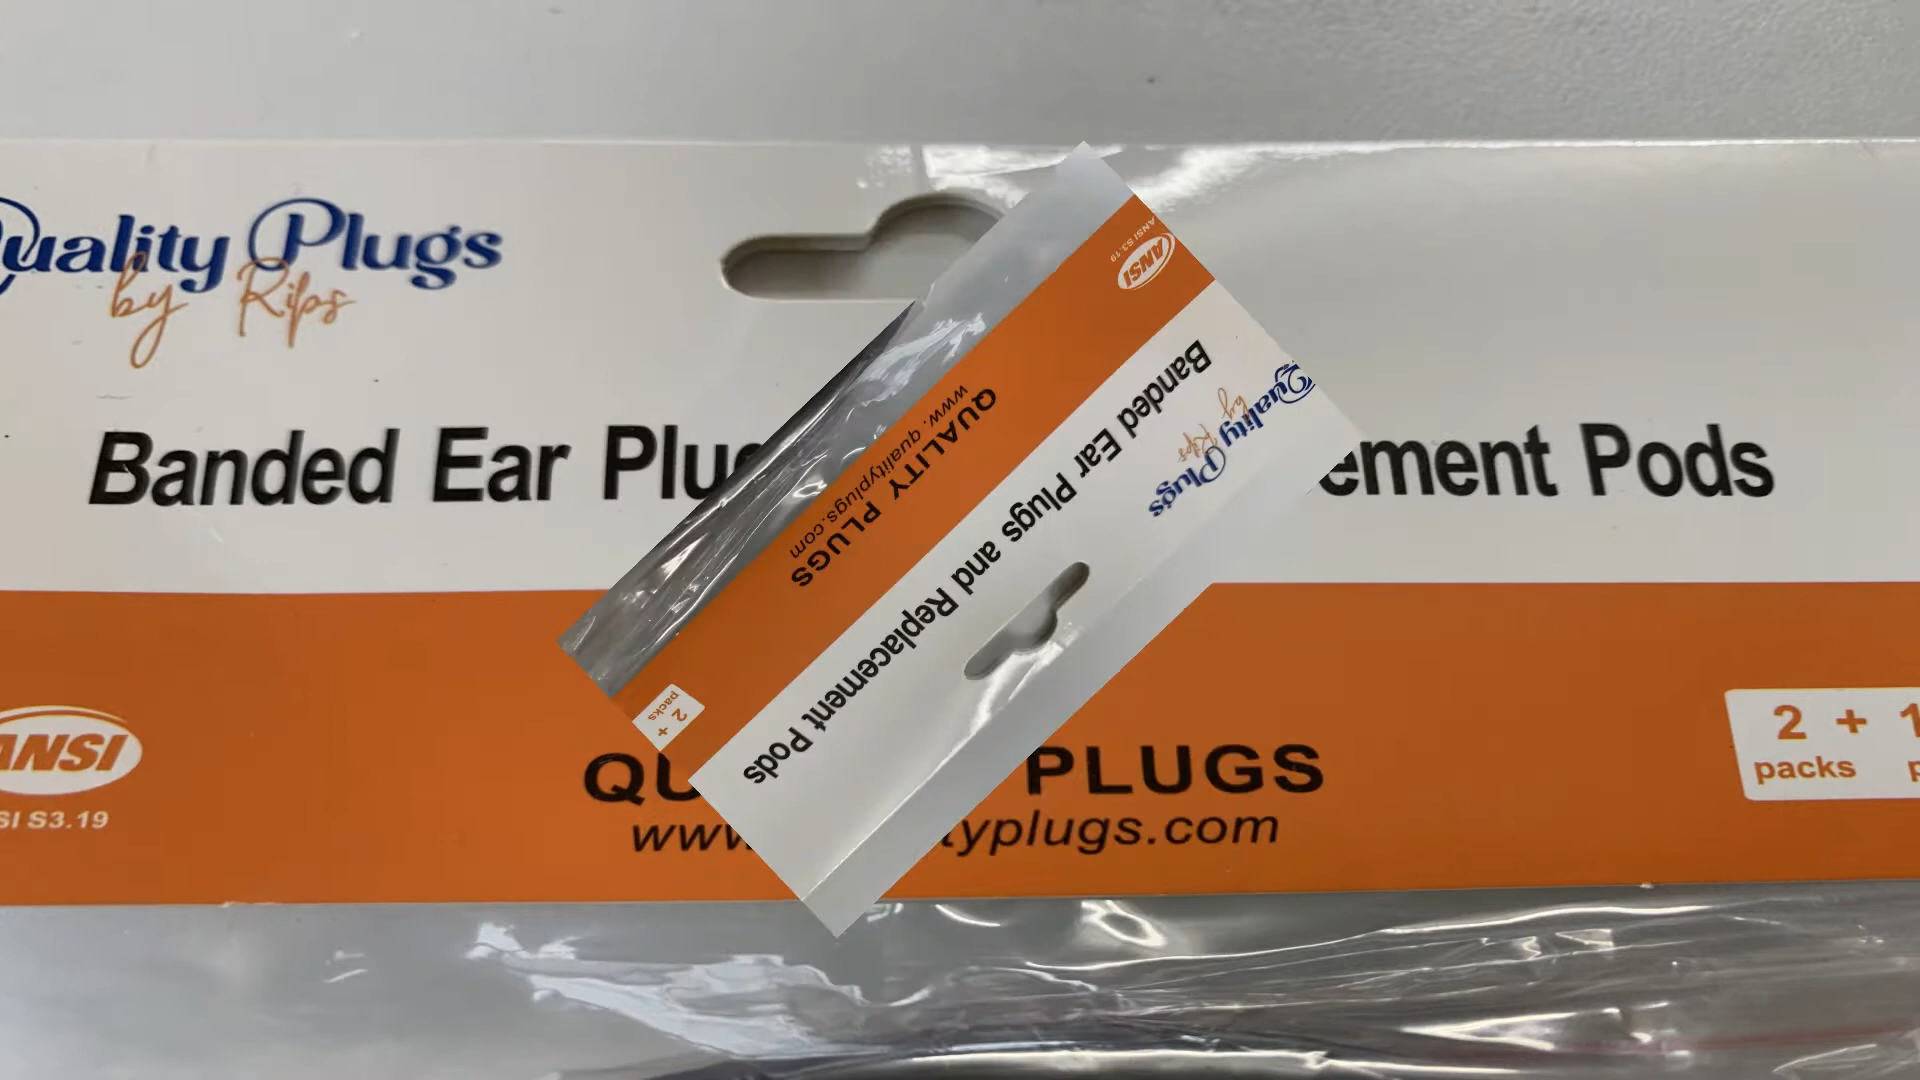 Quality Plugs
by Rips
Banded Ear Plu
ement Pods
ANSI
SI S3.19
QU
PLUGS
www
typlugs.com
2 + 1
packs
ANSI S3.19
ANSI
Quality Plugs
by Rips
Banded Ear Plugs and Replacement Pods
QUALITY PLUGS
www.qualityplugs.com
2 +
packs